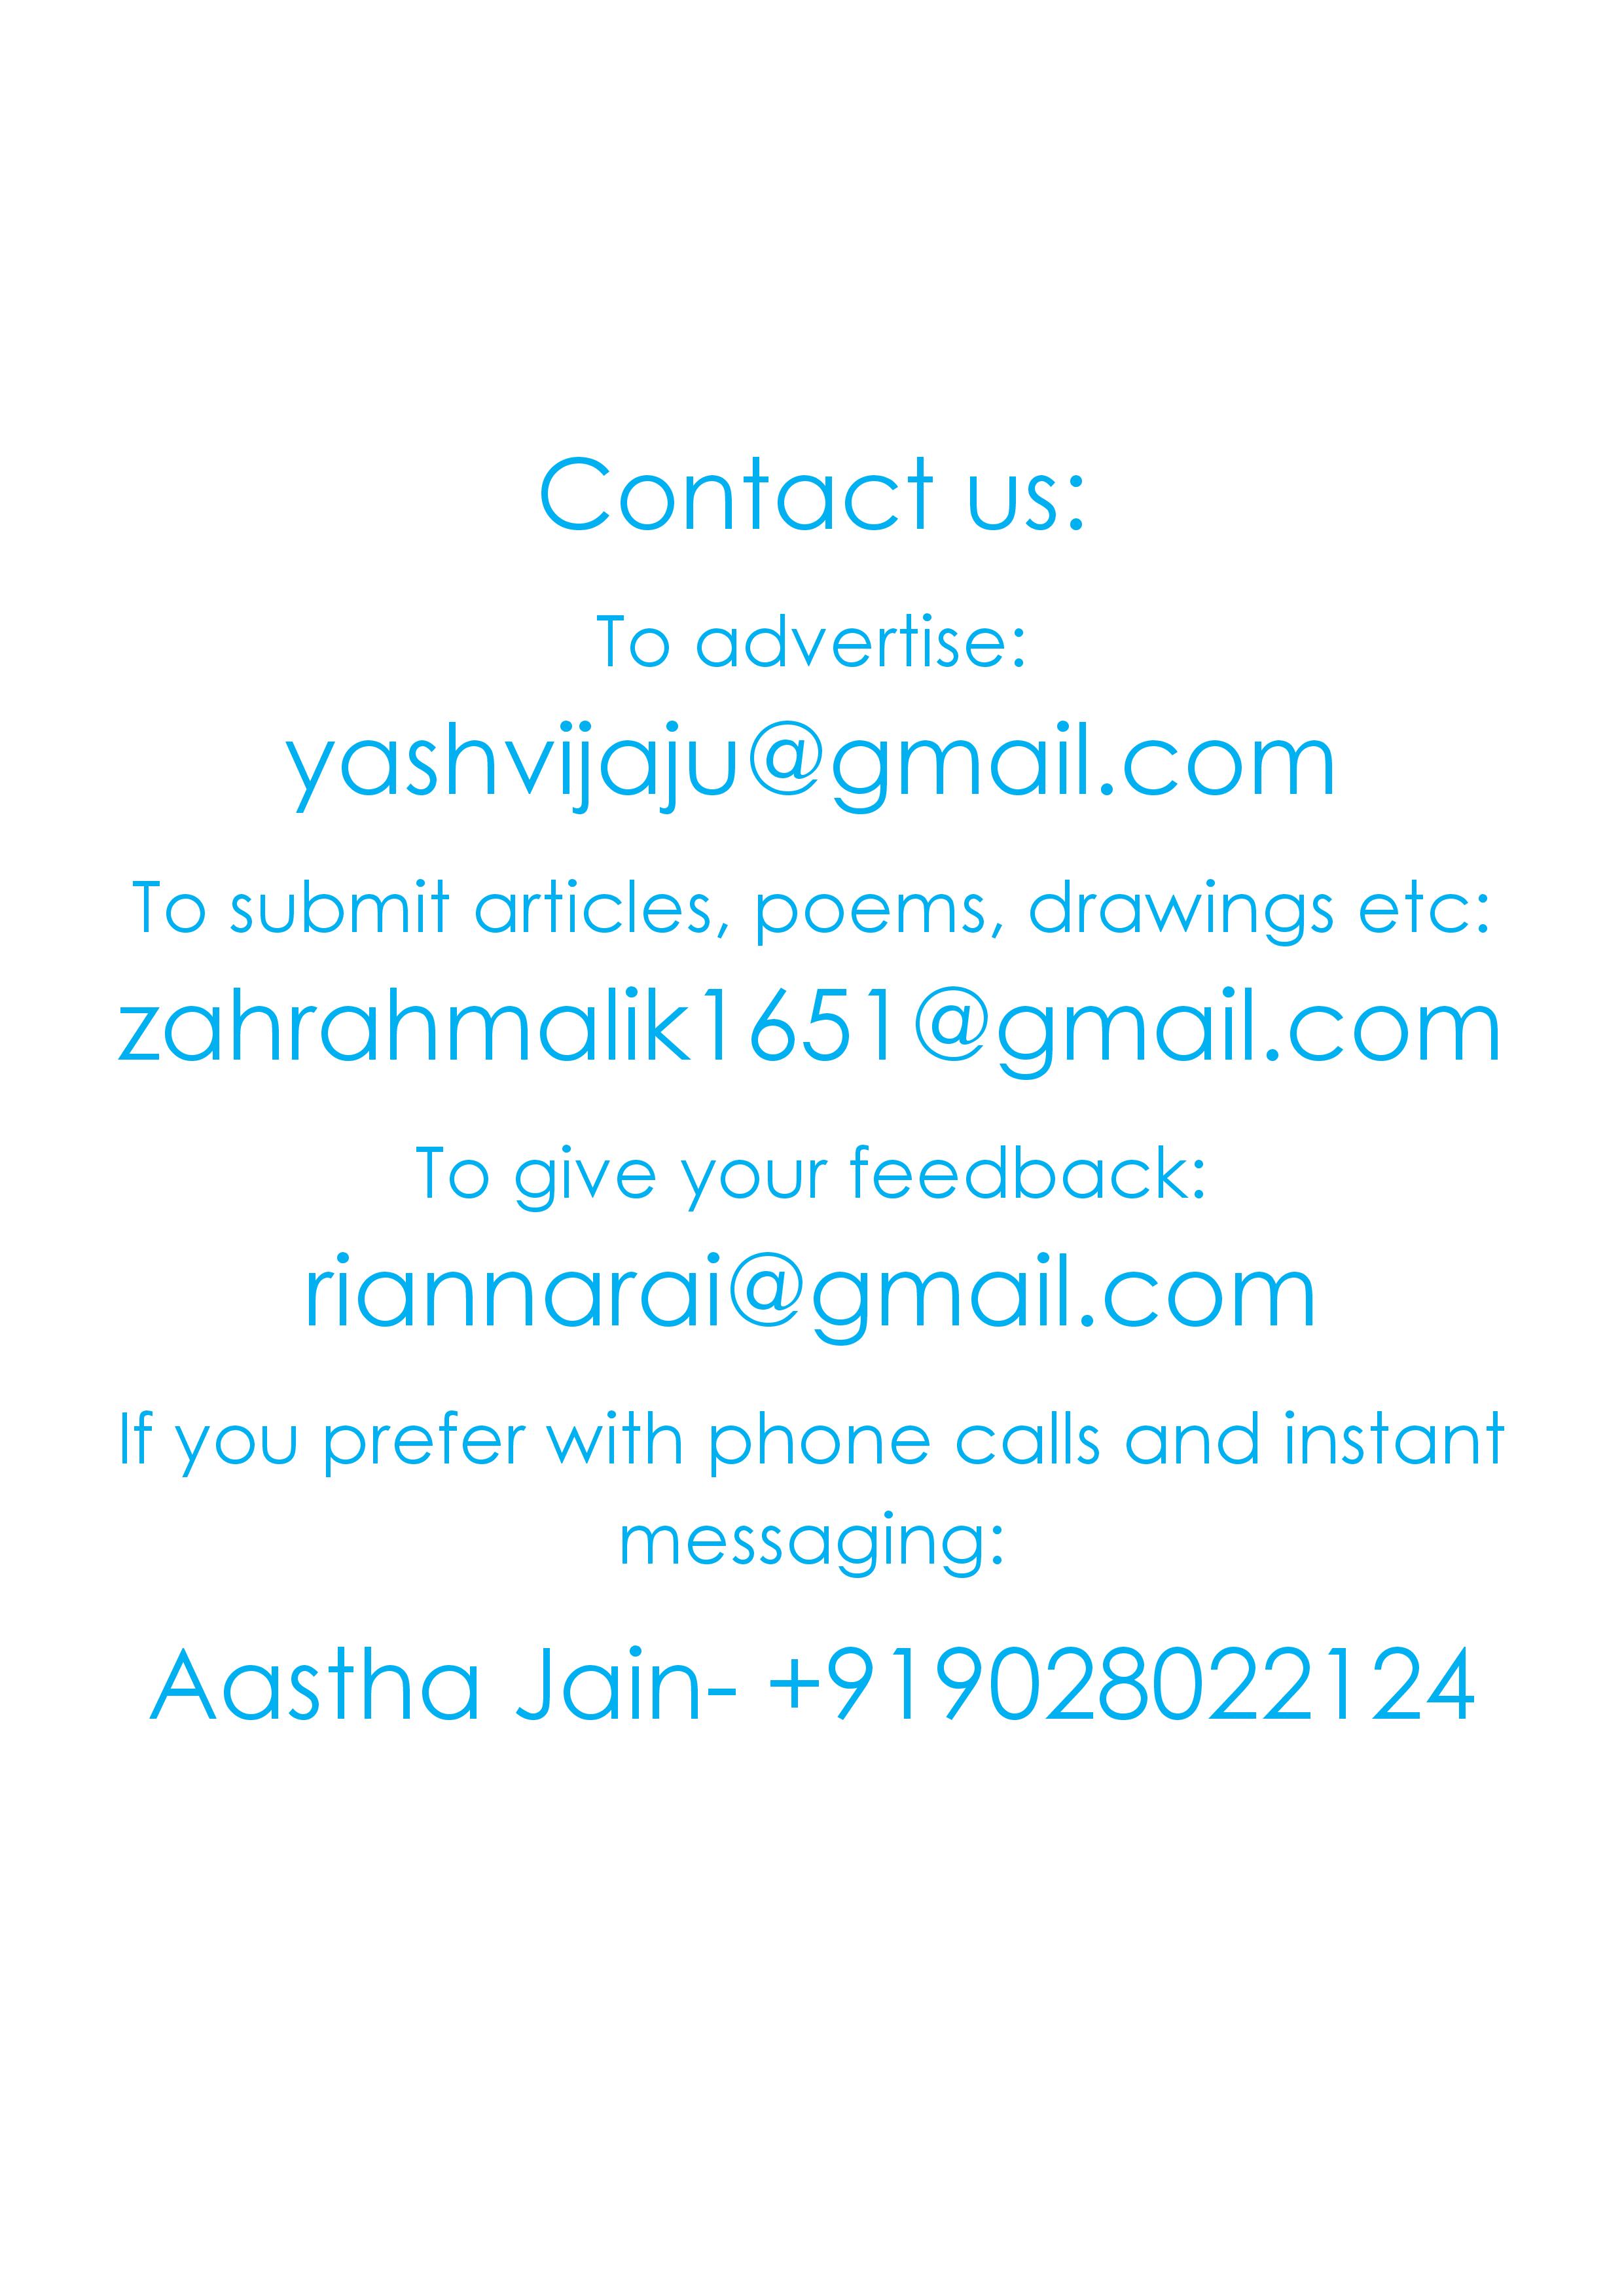 Contact us:
To advertise:
yashvijaju@gmail.com
To submit articles, poems, drawings etc:
zahrahmalik1651@gmail.com
To give your feedback:
riannarai@gmail.com
If you prefer with phone calls and instant
messaging:
Aastha Jain- +919028022124